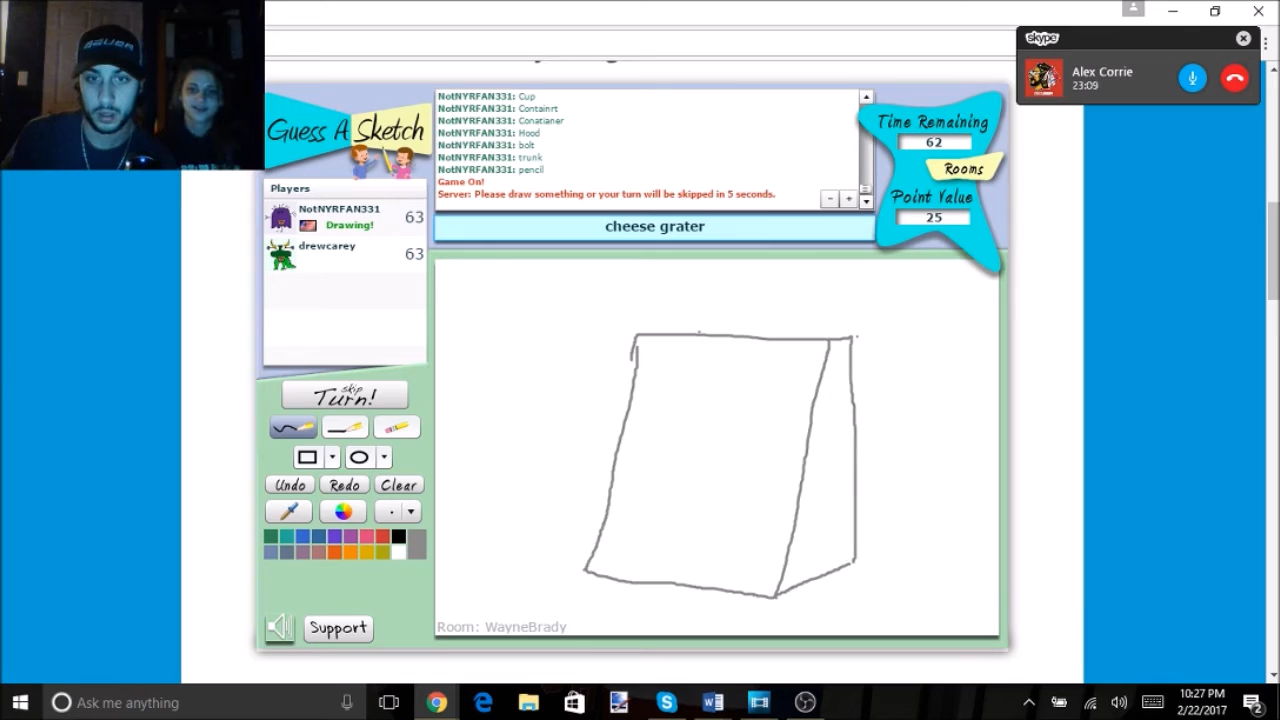 BAUER
skype
Alex Corrie
23:09
Guess A Sketch
NotNYRFAN331: Cup
NotNYRFAN331: Containrt
NotNYRFAN331: Conatianer
NotNYRFAN331: Hood
NotNYRFAN331: bolt
NotNYRFAN331: trunk
NotNYRFAN331: pencil
Game On!
Server: Please draw something or your turn will be skipped in 5 seconds.
- +
Time Remaining
62
Rooms
Point Value
25
Players
NotNYRFAN331 63
Drawing!
drewcarey 63
cheese grater
skip
Turn!
Undo Redo Clear
Support
Room: WayneBrady
Ask me anything
10:27 PM
2/22/2017
2